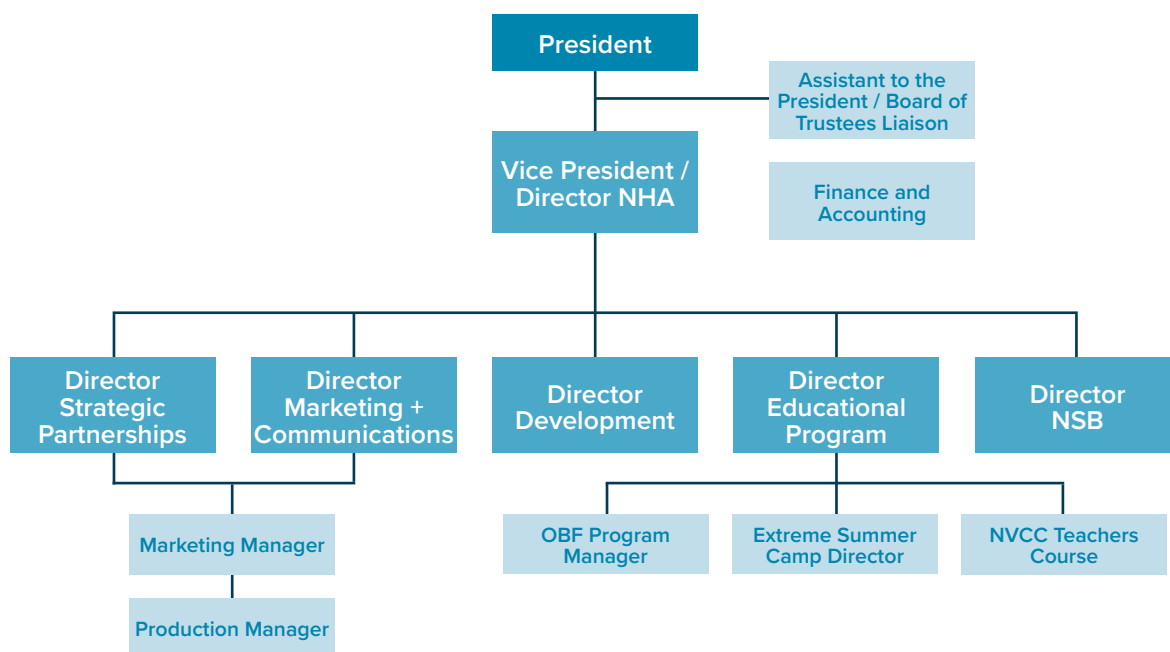 President
Assistant to the
President / Board of
Trustees Liaison
Vice President /
Director NHA
Finance and
Accounting
Director
Strategic
Partnerships
Director
Marketing +
Communications
Director
Development
Director
Educational
Program
Director
NSB
Marketing Manager
Production Manager
OBF Program
Manager
Extreme Summer
Camp Director
NVCC Teachers
Course